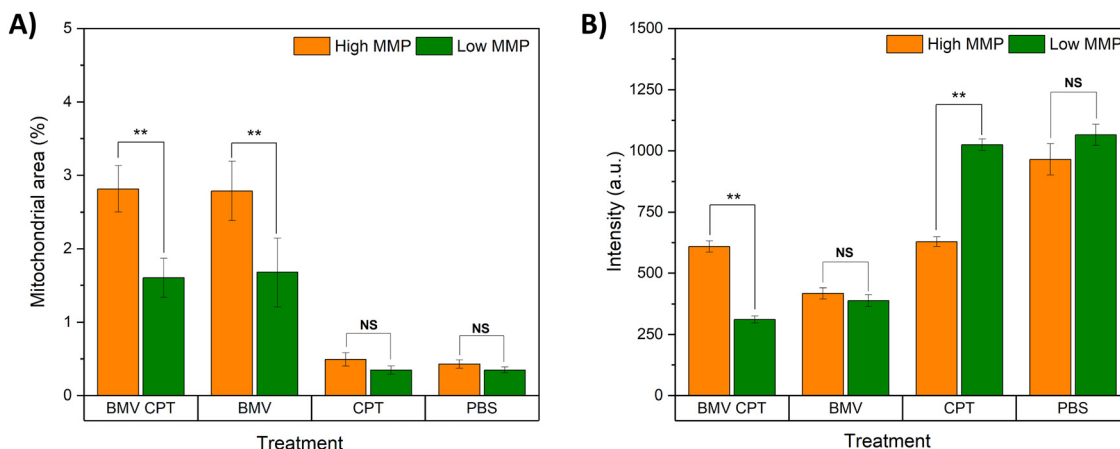 A)
Mitochondrial area (%)
5
4
3
2
1
0
High MMP Low MMP
**
**
NS
NS
BMV CPT BMV CPT PBS
Treatment
B)
Intensity (a.u.)
1500
1250
1000
750
500
250
0
High MMP Low MMP
**
NS
**
NS
BMV CPT BMV CPT PBS
Treatment